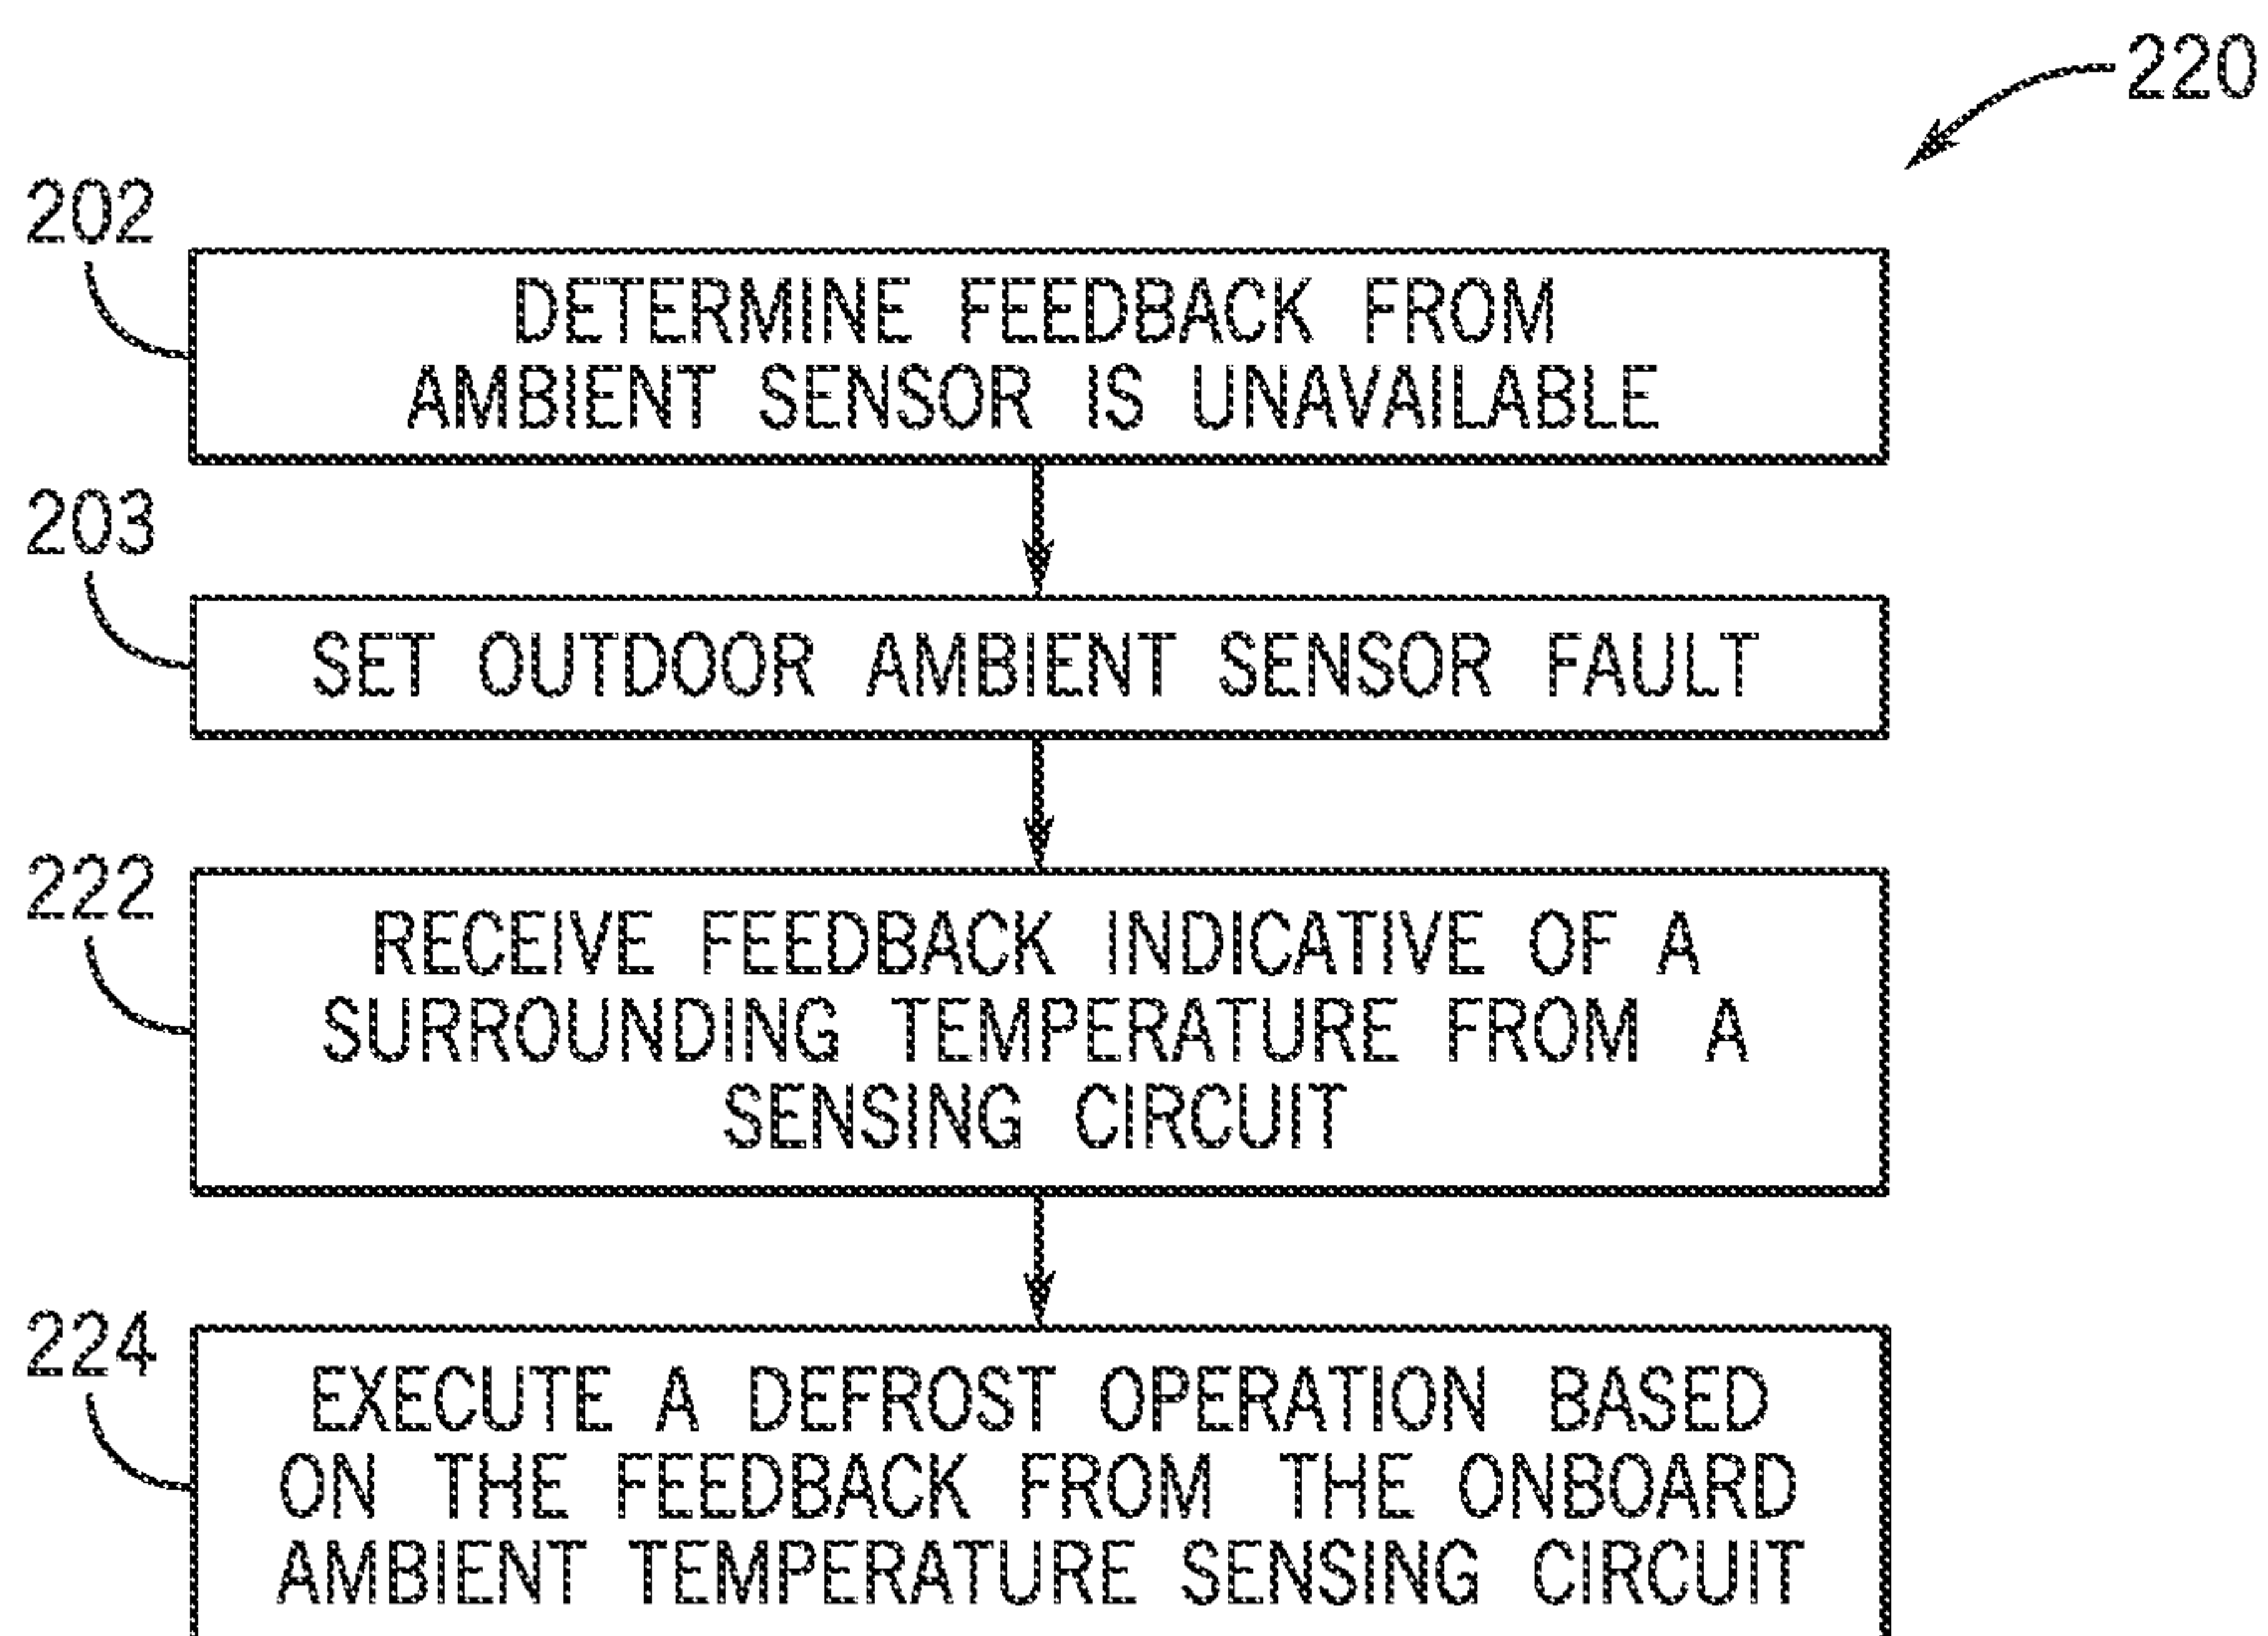 220
202
DETERMINE FEEDBACK FROM
AMBIENT SENSOR IS UNAVAILABLE
203
SET OUTDOOR AMBIENT SENSOR FAULT
222
RECEIVE FEEDBACK INDICATIVE OF A
SURROUNDING TEMPERATURE FROM A
SENSING CIRCUIT
224
EXECUTE A DEFROST OPERATION BASED
ON THE FEEDBACK FROM THE ONBOARD
AMBIENT TEMPERATURE SENSING CIRCUIT